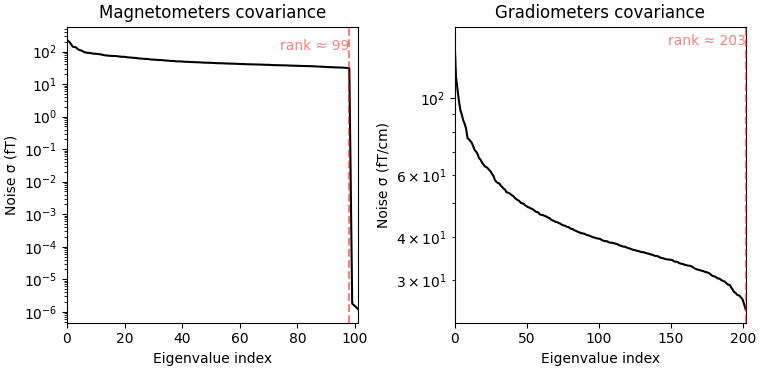 Magnetometers covariance
rank ≈ 99
Noise σ (fT)
10²
10¹
10⁰
10⁻¹
10⁻²
10⁻³
10⁻⁴
10⁻⁵
10⁻⁶
0 20 40 60 80 100
Eigenvalue index
Gradiometers covariance
rank ≈ 203
Noise σ (fT/cm)
10²
6 × 10¹
4 × 10¹
3 × 10¹
0 50 100 150 200
Eigenvalue index